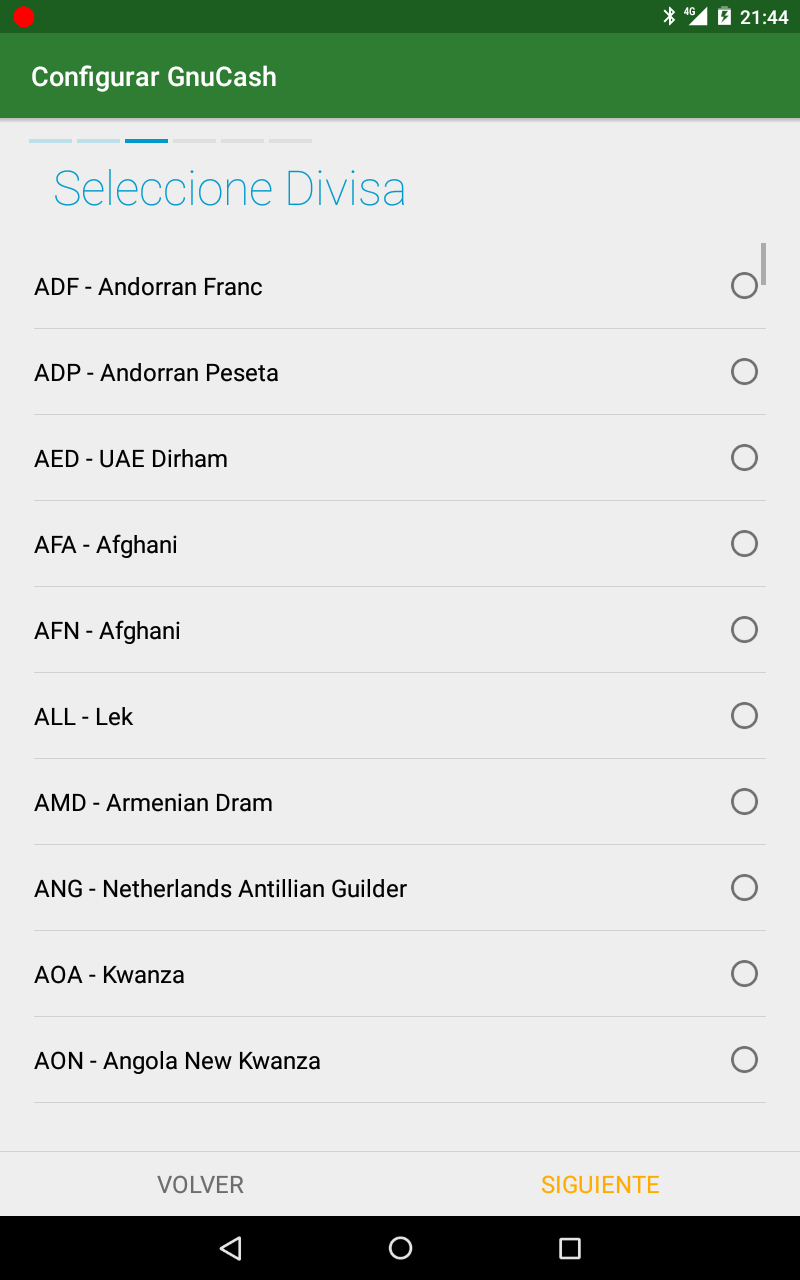 4G 21:44
Configurar GnuCash
Seleccione Divisa
ADF - Andorran Franc
ADP - Andorran Peseta
AED - UAE Dirham
AFA - Afghani
AFN - Afghani
ALL - Lek
AMD - Armenian Dram
ANG - Netherlands Antillian Guilder
AOA - Kwanza
AON - Angola New Kwanza
VOLVER SIGUIENTE